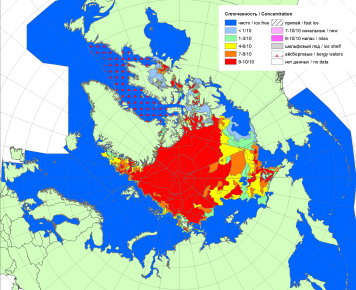 Сплоченность / Concentration
чисто / ice free
< 1/10
1-3/10
4-6/10
7-8/10
9-10/10
припай / fast ice
7-10/10 начальные / new
9-10/10 нилас / nilas
шельфовый лед / ice shelf
айсберговые / bergy waters
нет данных / no data